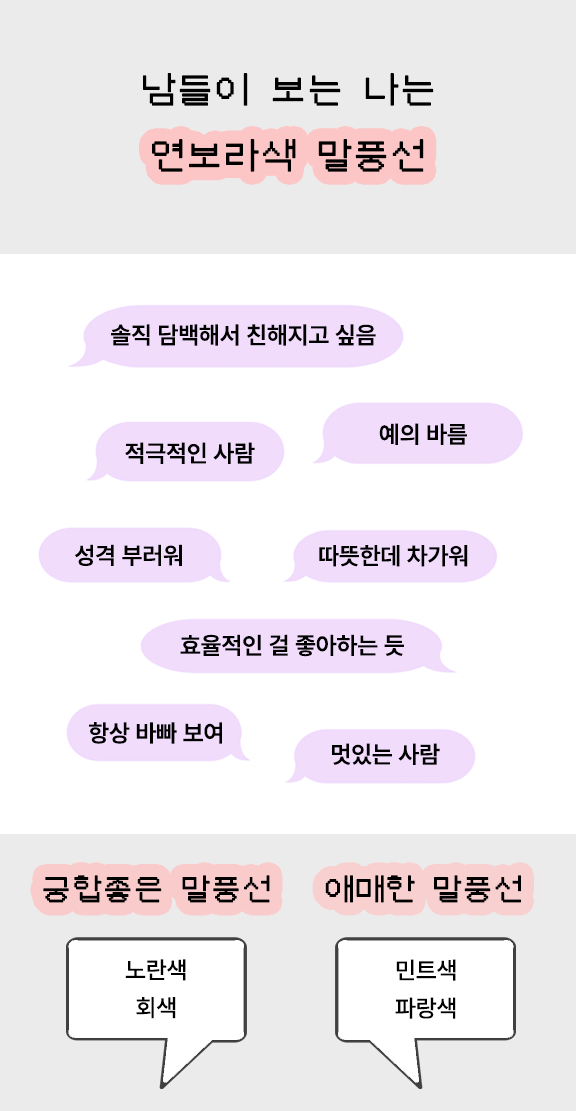 남들이 보는 나는
연보라색 말풍선
솔직 담백해서 친해지고 싶음
예의 바름
적극적인 사람
성격 부러워
따뜻한데 차가워
효율적인 걸 좋아하는 듯
항상 바빠 보여
멋있는 사람
궁합좋은 말풍선
노란색
회색
애매한 말풍선
민트색
파랑색